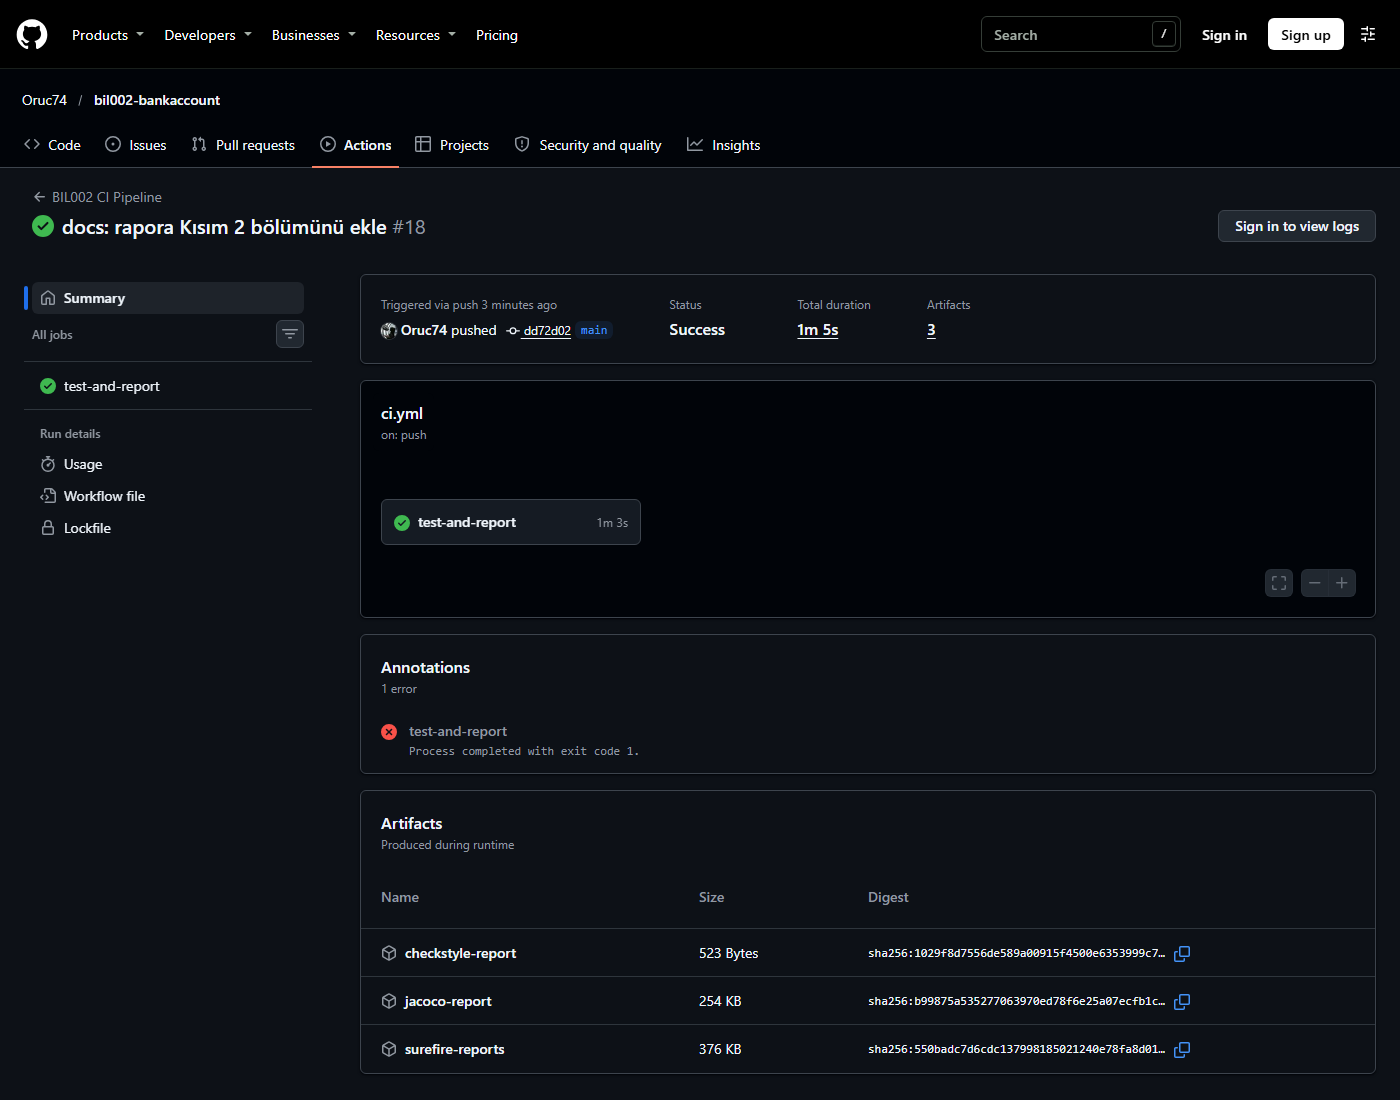 Products Developers Businesses Resources Pricing Search / Sign in Sign up
Oruc74 / bil002-bankaccount
Code Issues Pull requests Actions Projects Security and quality Insights
← BIL002 CI Pipeline
docs: rapora Kısım 2 bölümünü ekle #18
Sign in to view logs
Summary
All jobs
test-and-report
Run details
Usage
Workflow file
Lockfile
Triggered via push 3 minutes ago
Oruc74 pushed dd72d02 main
Status
Success
Total duration
1m 5s
Artifacts
3
ci.yml
on: push
test-and-report 1m 3s
Annotations
1 error
test-and-report
Process completed with exit code 1.
Artifacts
Produced during runtime
Name Size Digest
checkstyle-report 523 Bytes sha256:1029f8d7556de589a00915f4500e6353999c7…
jacoco-report 254 KB sha256:b99875a535277063970ed78f6e25a07ecfb1c…
surefire-reports 376 KB sha256:550badc7d6cdc137998185021240e78fa8d01…